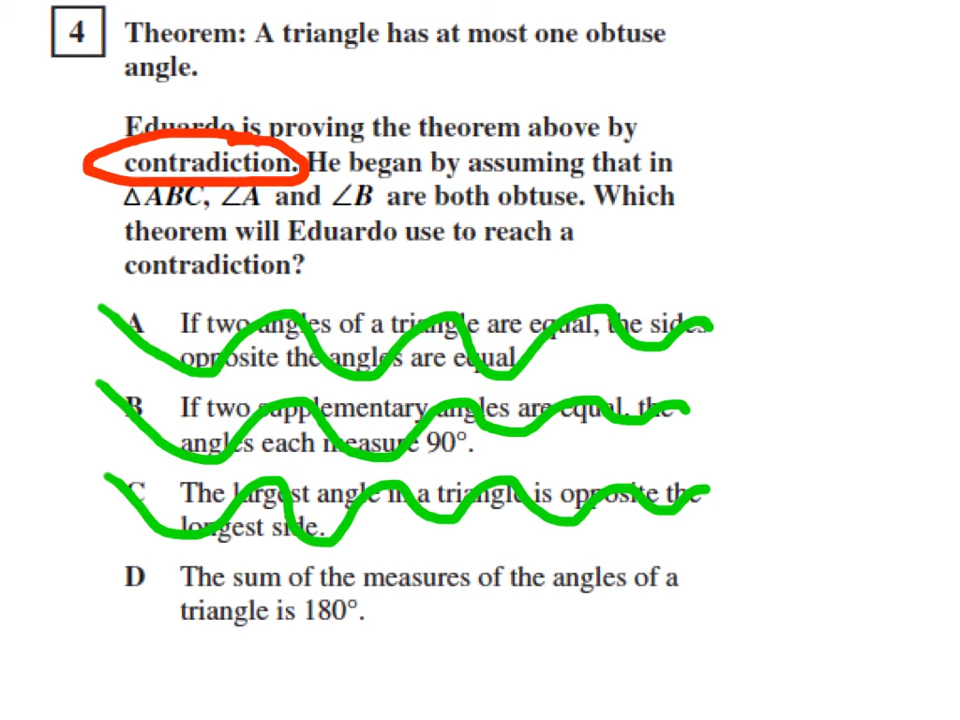 4 Theorem: A triangle has at most one obtuse
angle.
Eduardo is proving the theorem above by
contradiction. He began by assuming that in
△ABC, ∠A and ∠B are both obtuse. Which
theorem will Eduardo use to reach a
contradiction?
A If two angles of a triangle are equal, the sides
opposite the angles are equal.
B If two supplementary angles are equal, the
angles each measure 90°.
C The largest angle in a triangle is opposite the
longest side.
D The sum of the measures of the angles of a
triangle is 180°.